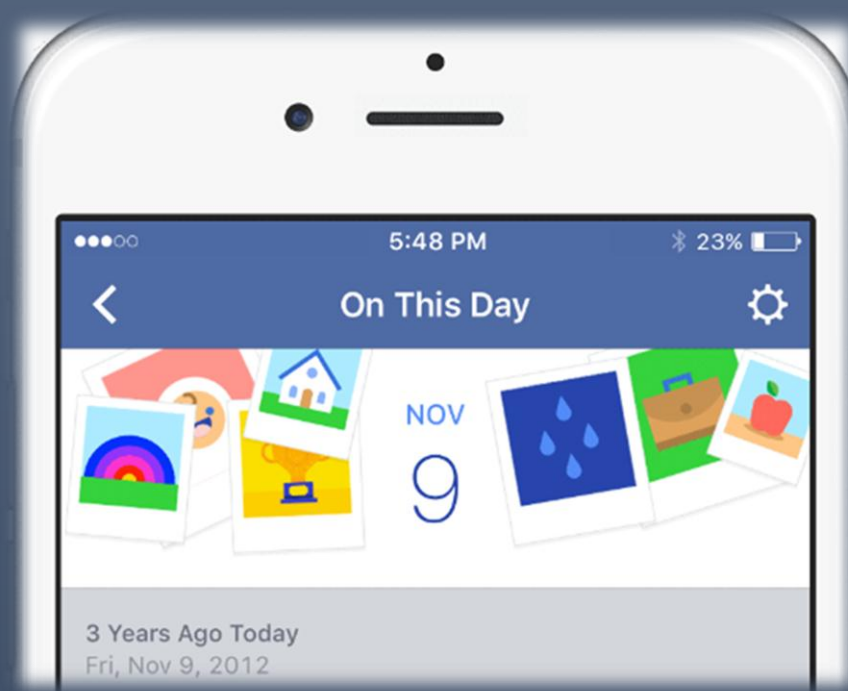 5:48 PM 23%
On This Day
NOV
9
3 Years Ago Today
Fri, Nov 9, 2012